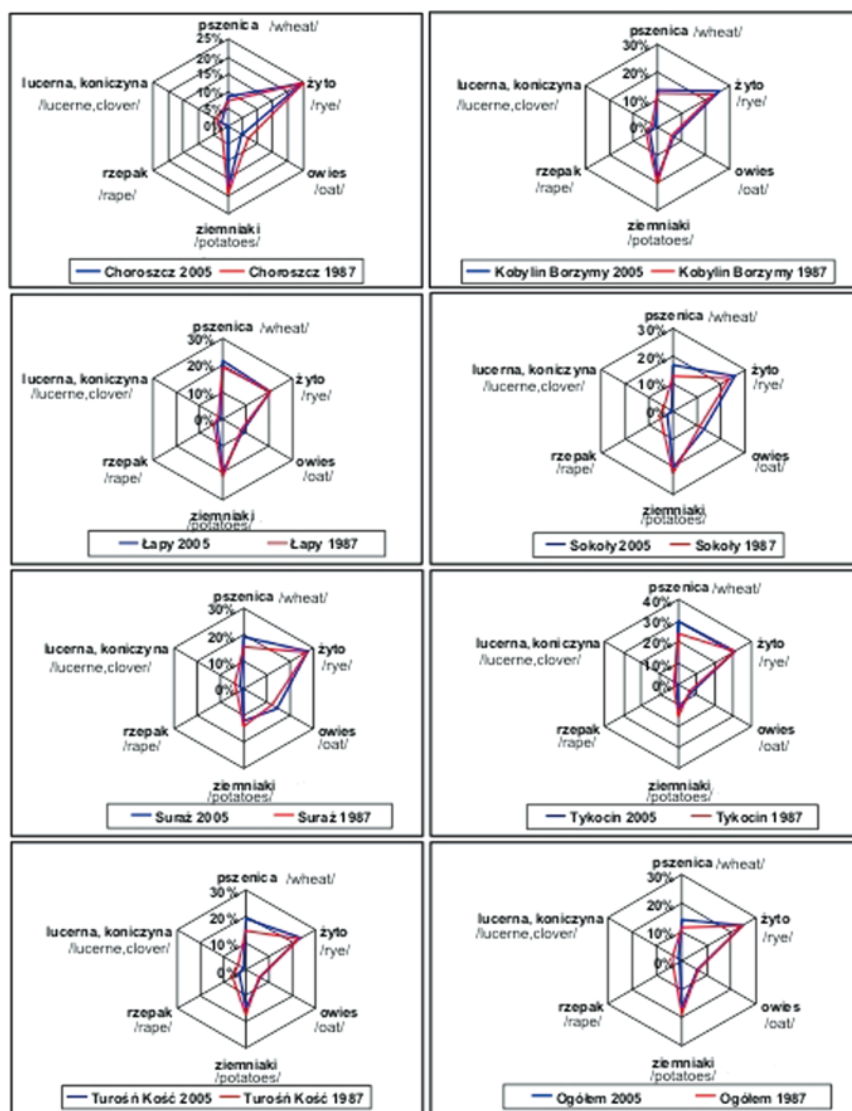 pszenica /wheat/
25%
20%
15%
10%
5%
0%
lucerna, koniczyna
/lucerne,clover/
żyto
/rye/
rzepak
/rape/
owies
/oat/
ziemniaki
/potatoes/
Choroszcz 2005 Choroszcz 1987
pszenica /wheat/
30%
20%
10%
0%
lucerna, koniczyna
/lucerne,clover/
żyto
/rye/
rzepak
/rape/
owies
/oat/
ziemniaki
/potatoes/
Kobylin Borzymy 2005 Kobylin Borzymy 1987
pszenica /wheat/
30%
20%
10%
0%
lucerna, koniczyna
/lucerne,clover/
żyto
/rye/
rzepak
/rape/
owies
/oat/
ziemniaki
/potatoes/
Łapy 2005 Łapy 1987
pszenica /wheat/
30%
20%
10%
0%
lucerna, koniczyna
/lucerne,clover/
żyto
/rye/
rzepak
/rape/
owies
/oat/
ziemniaki
/potatoes/
Sokoły 2005 Sokoły 1987
pszenica /wheat/
30%
20%
10%
0%
lucerna, koniczyna
/lucerne,clover/
żyto
/rye/
rzepak
/rape/
owies
/oat/
ziemniaki
/potatoes/
Suraż 2005 Suraż 1987
pszenica /wheat/
40%
30%
20%
10%
0%
lucerna, koniczyna
/lucerne,clover/
żyto
/rye/
rzepak
/rape/
owies
/oat/
ziemniaki
/potatoes/
Tykocin 2005 Tykocin 1987
pszenica /wheat/
30%
20%
10%
0%
lucerna, koniczyna
/lucerne,clover/
żyto
/rye/
rzepak
/rape/
owies
/oat/
ziemniaki
/potatoes/
Turośń Kość 2005 Turośń Kość 1987
pszenica /wheat/
30%
20%
10%
0%
lucerna, koniczyna
/lucerne,clover/
żyto
/rye/
rzepak
/rape/
owies
/oat/
ziemniaki
/potatoes/
Ogółem 2005 Ogółem 1987